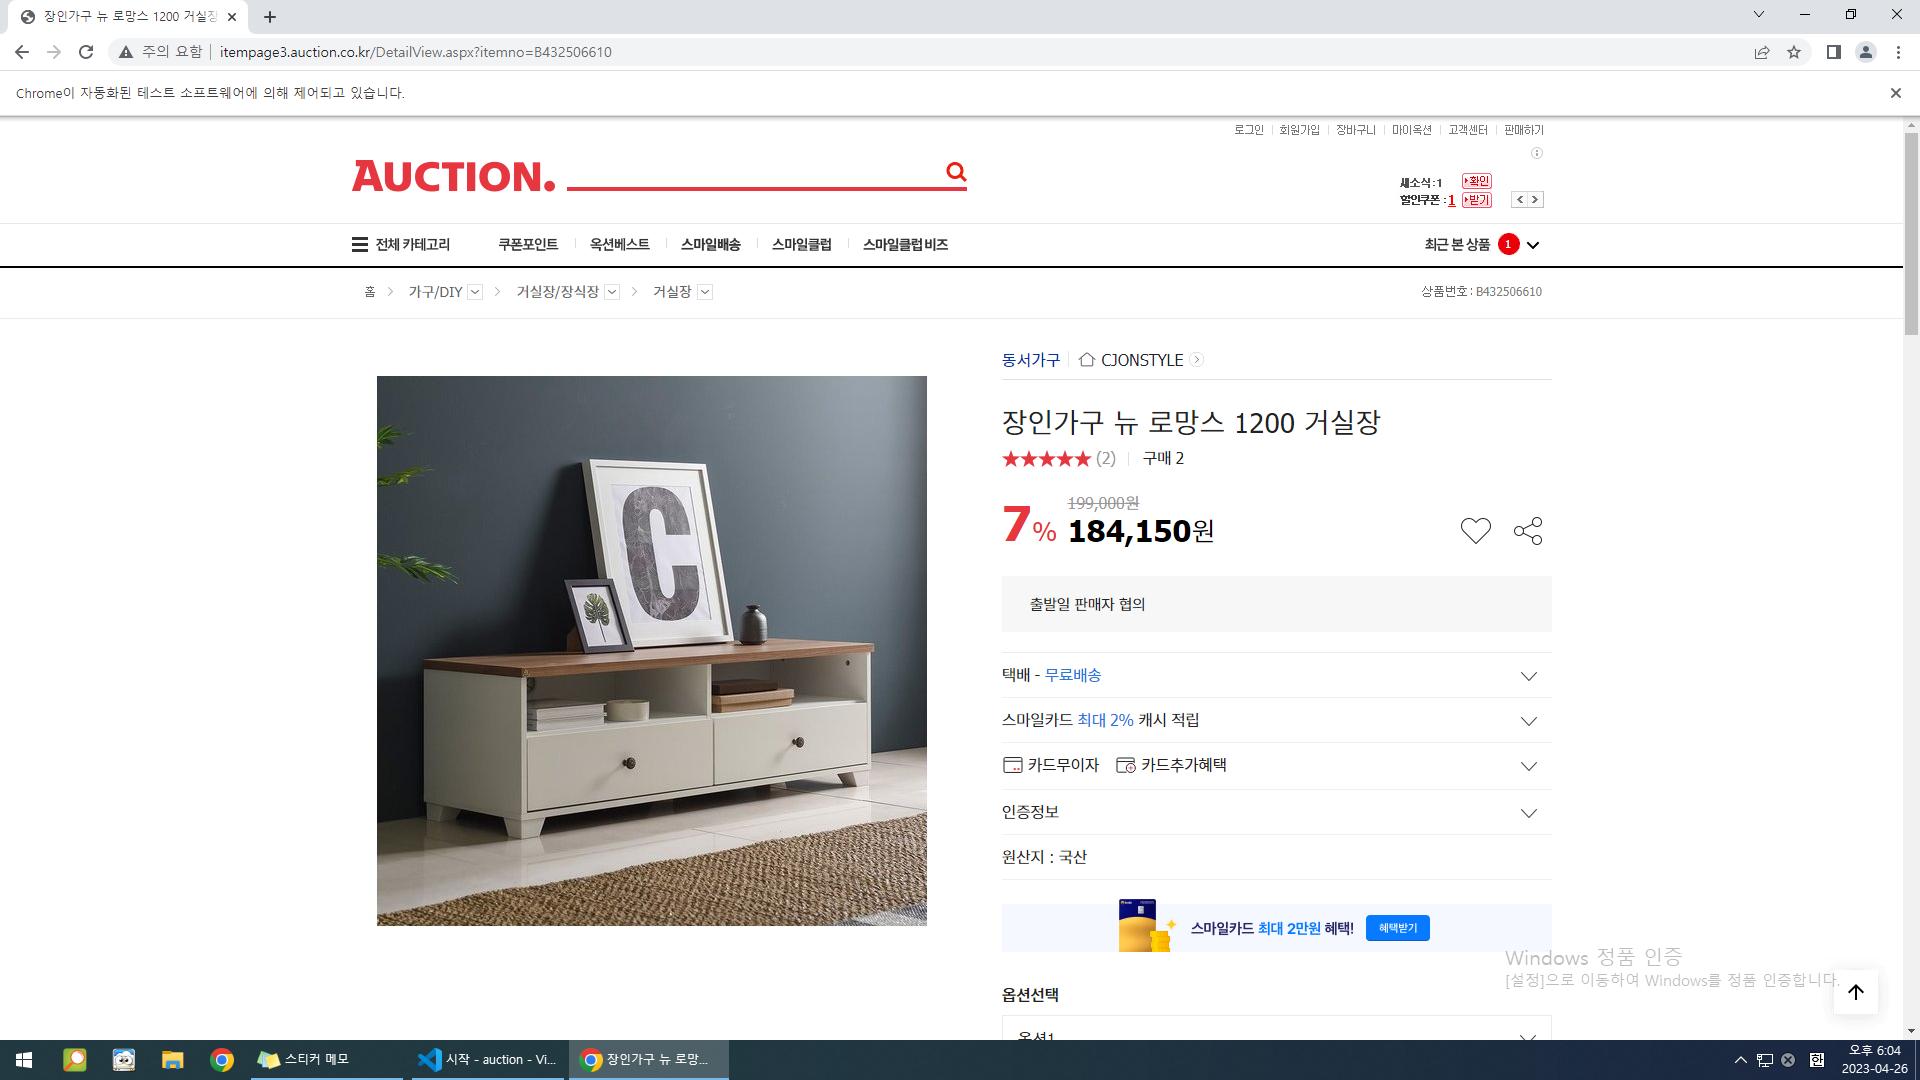 장인가구 뉴 로망스 1200 거실장
주의 요함 itempage3.auction.co.kr/DetailView.aspx?itemno=B432506610
Chrome이 자동화된 테스트 소프트웨어에 의해 제어되고 있습니다.
로그인 회원가입 장바구니 마이옥션 고객센터 판매하기
AUCTION.
새소식:1 확인
할인쿠폰 : 1 받기
전체 카테고리 쿠폰포인트 옥션베스트 스마일배송 스마일클럽 스마일클럽 비즈 최근 본 상품 1
홈 가구/DIY 거실장/장식장 거실장 상품번호 : B432506610
동서가구 CJONSTYLE
장인가구 뉴 로망스 1200 거실장
(2) 구매 2
199,000원
7% 184,150원
C
출발일 판매자 협의
택배 - 무료배송
스마일카드 최대 2% 캐시 적립
카드무이자 카드추가혜택
인증정보
원산지 : 국산
스마일카드 최대 2만원 혜택! 혜택받기
Windows 정품 인증
[설정]으로 이동하여 Windows를 정품 인증합니다.
옵션선택
옵션1
스티커 메모 시작 - auction - Vi... 장인가구 뉴 로망... 한 오후 6:04
2023-04-26